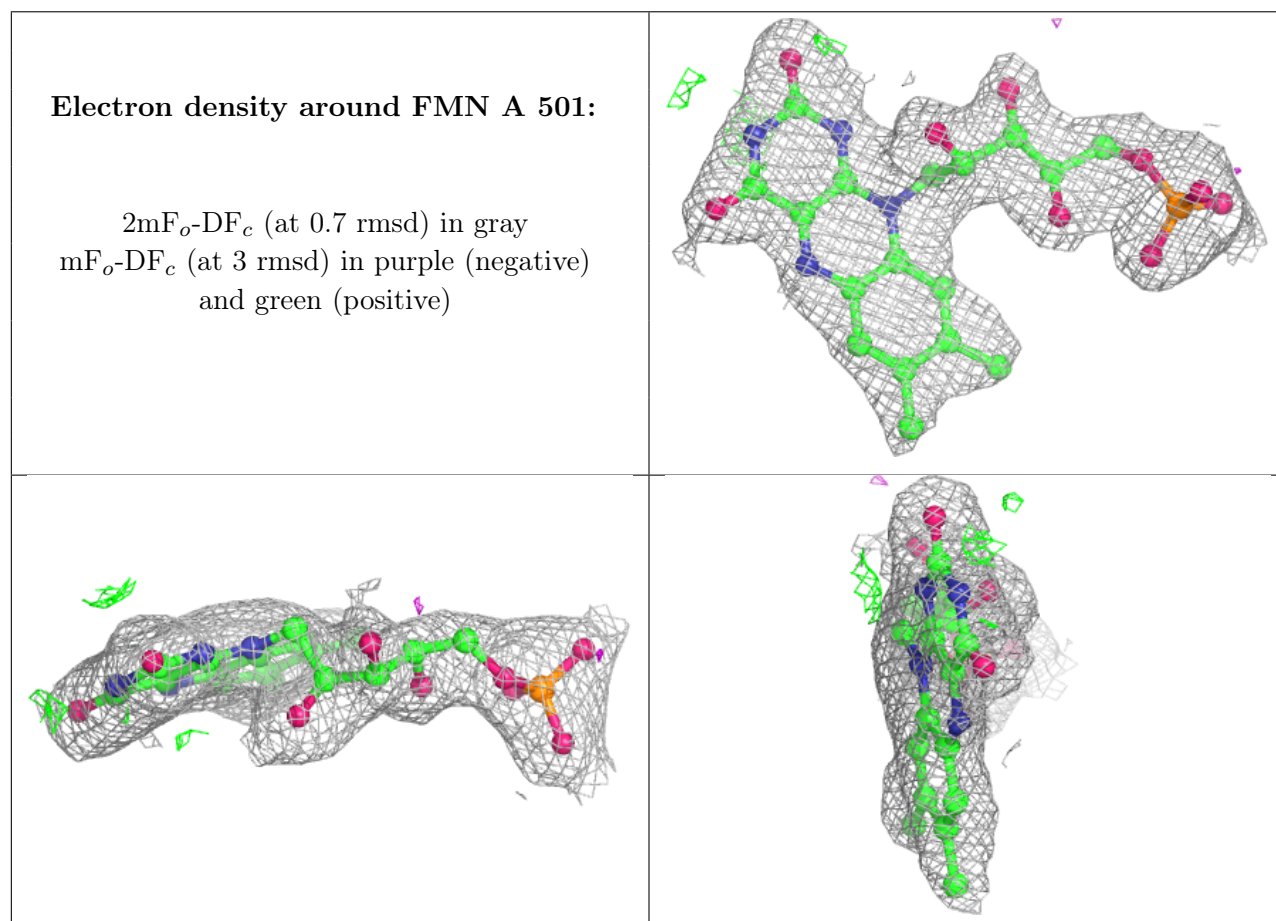 Electron density around FMN A 501:
2mFo-DFc (at 0.7 rmsd) in gray
mFo-DFc (at 3 rmsd) in purple (negative)
and green (positive)